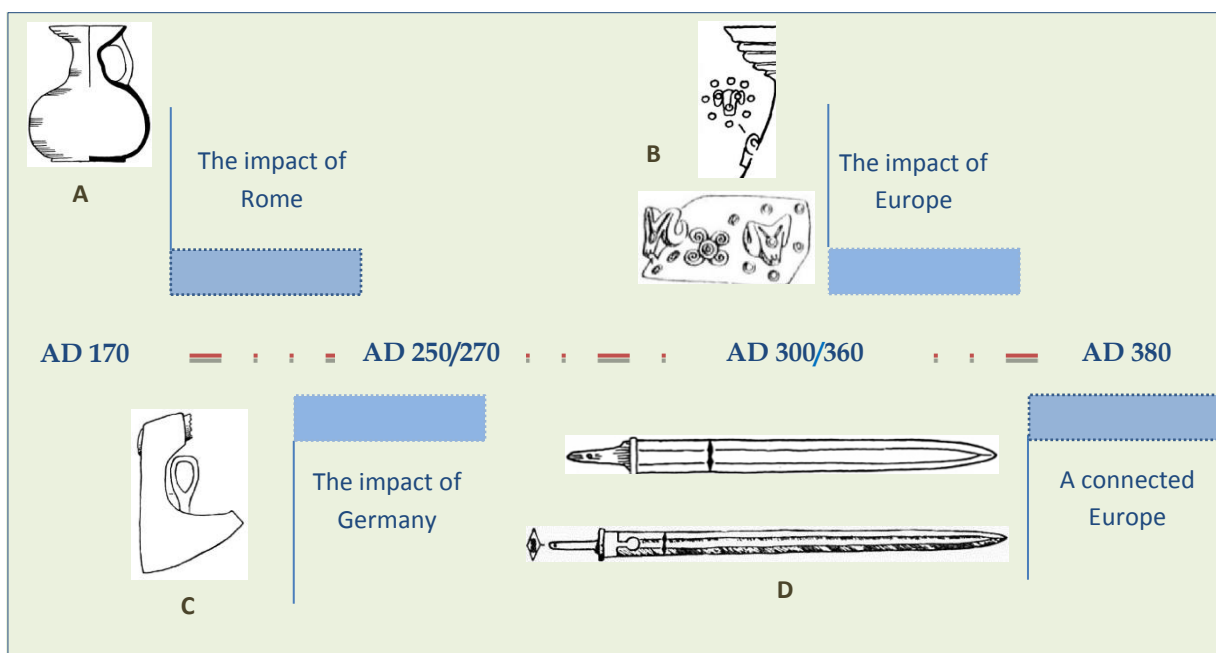 A
The impact of
Rome
B
The impact of
Europe
AD 170
AD 250/270
AD 300/360
AD 380
C
The impact of
Germany
D
A connected
Europe